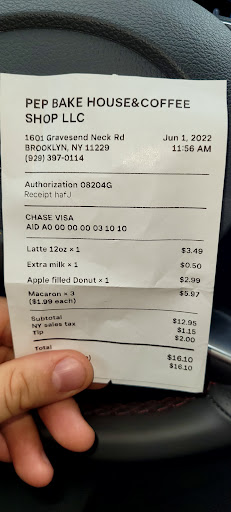 PEP BAKE HOUSE&COFFEE
SHOP LLC
1601 Gravesend Neck Rd Jun 1, 2022
BROOKLYN, NY 11229 11:56 AM
(929) 397-0114
Authorization 08204G
Receipt hafJ
CHASE VISA
AID A0 00 00 00 03 10 10
Latte 12oz × 1 $3.49
Extra milk × 1 $0.50
Apple filled Donut × 1 $2.99
Macaron × 3 $5.97
($1.99 each)
Subtotal $12.95
NY sales tax $1.15
Tip $2.00
Total $16.10
$16.10